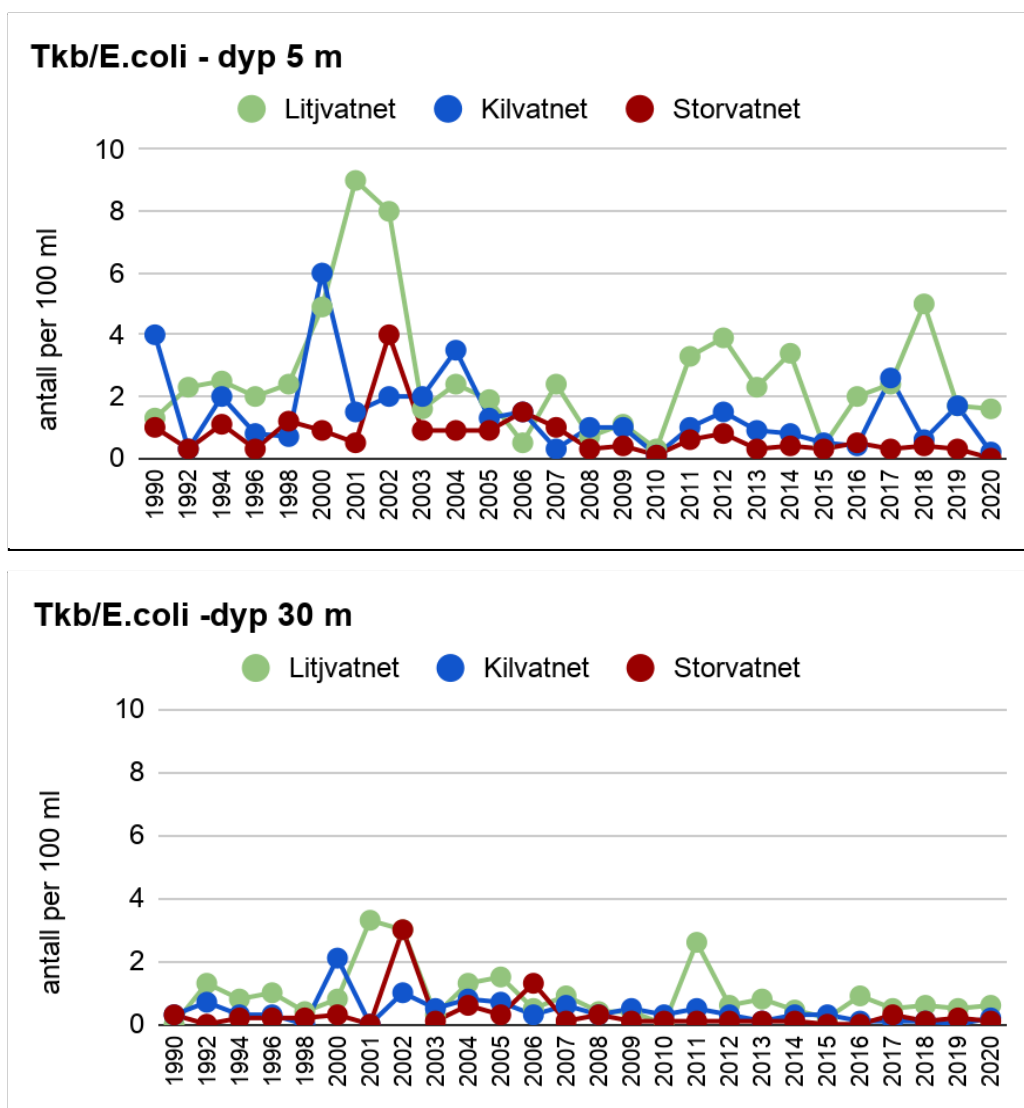 Tkb/E.coli - dyp 5 m
Litjvatnet Kilvatnet Storvatnet
antall per 100 ml
10
8
6
4
2
0
1990 1992 1994 1996 1998 2000 2001 2002 2003 2004 2005 2006 2007 2008 2009 2010 2011 2012 2013 2014 2015 2016 2017 2018 2019 2020
Tkb/E.coli -dyp 30 m
Litjvatnet Kilvatnet Storvatnet
antall per 100 ml
10
8
6
4
2
0
1990 1992 1994 1996 1998 2000 2001 2002 2003 2004 2005 2006 2007 2008 2009 2010 2011 2012 2013 2014 2015 2016 2017 2018 2019 2020